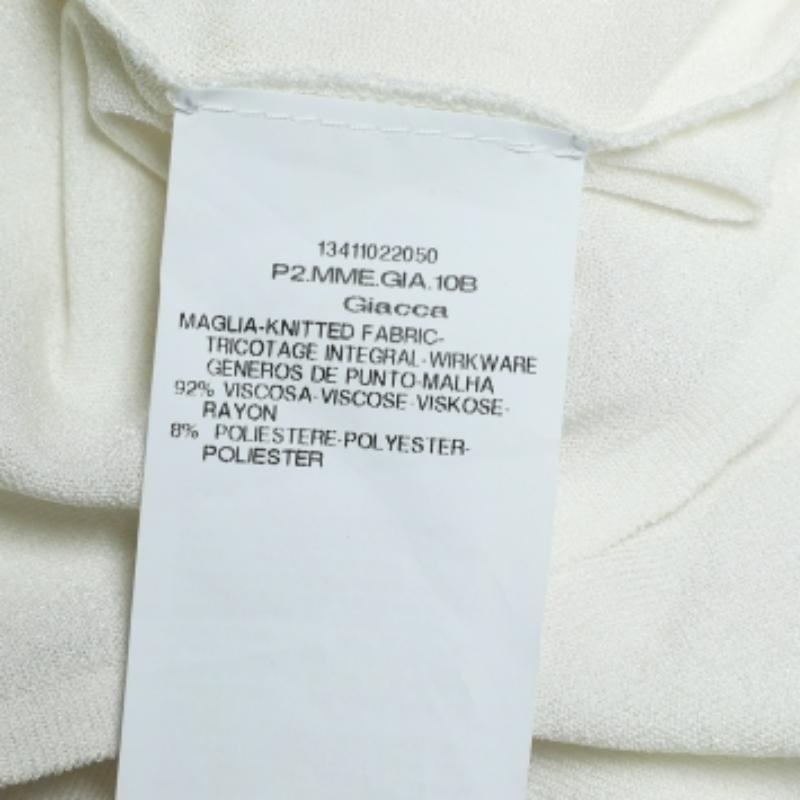 13411022050
P2.MME.GIA.10B
Giacca
MAGLIA-KNITTED FABRIC-
TRICOTAGE INTEGRAL-WIRKWARE
GENEROS DE PUNTO-MALHA
92% VISCOSA-VISCOSE-VISKOSE-
RAYON
8% POLIESTERE-POLYESTER-
POLIESTER